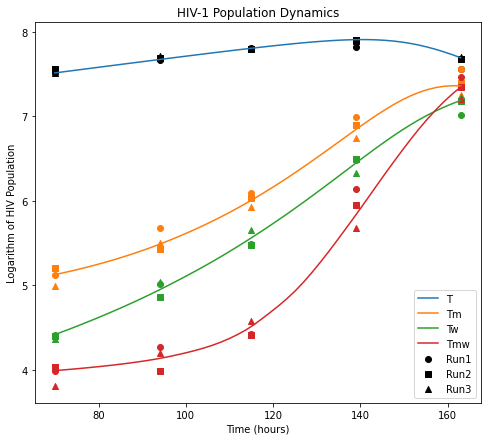 HIV-1 Population Dynamics
Logarithm of HIV Population
8
7
6
5
4
80 100 120 140 160
Time (hours)
T
Tm
Tw
Tmw
Run1
Run2
Run3